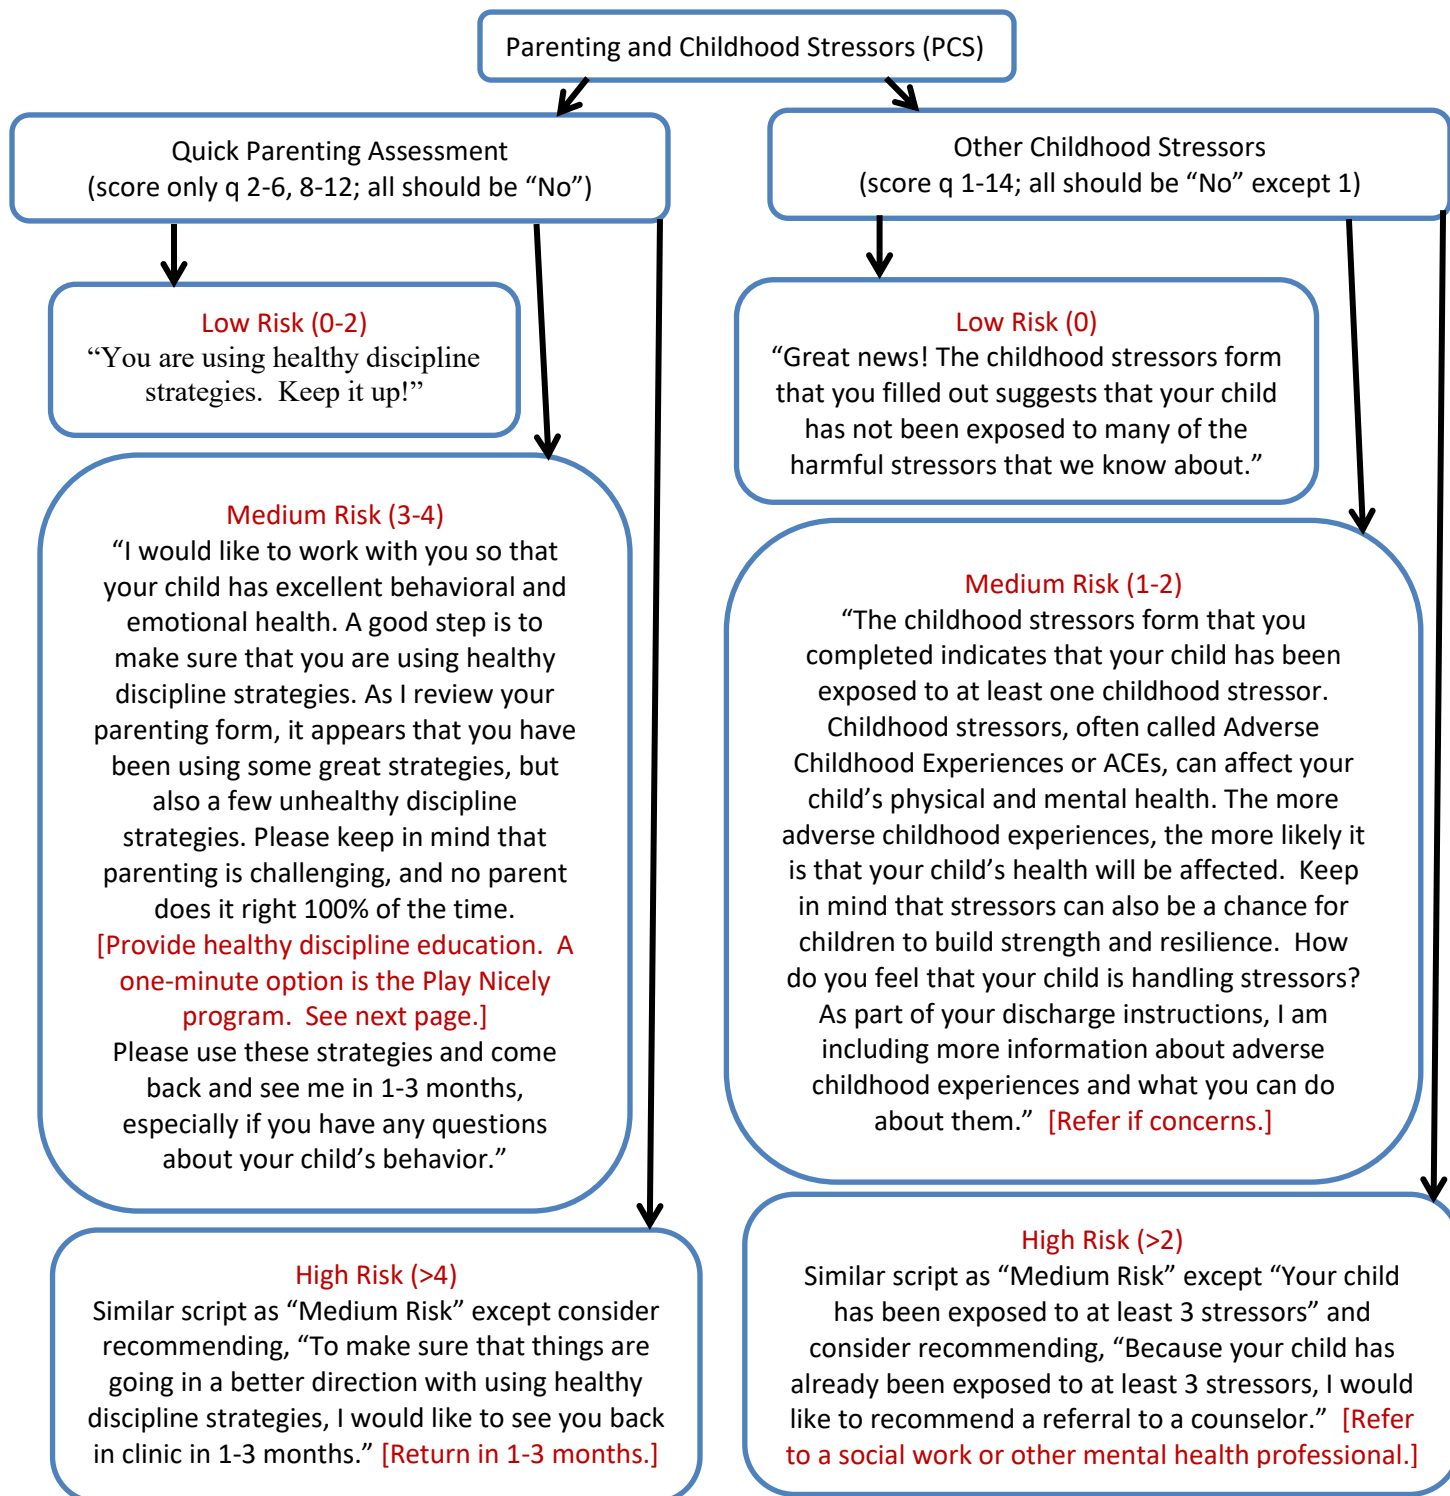 Parenting and Childhood Stressors (PCS)
Quick Parenting Assessment
(score only q 2-6, 8-12; all should be “No”)
Low Risk (0-2)
“You are using healthy discipline
strategies.  Keep it up!”
Medium Risk (3-4)
“I would like to work with you so that
your child has excellent behavioral and
emotional health. A good step is to
make sure that you are using healthy
discipline strategies. As I review your
parenting form, it appears that you have
been using some great strategies, but
also a few unhealthy discipline
strategies. Please keep in mind that
parenting is challenging, and no parent
does it right 100% of the time.
[Provide healthy discipline education.  A
one-minute option is the Play Nicely
program.  See next page.]
Please use these strategies and come
back and see me in 1-3 months,
especially if you have any questions
about your child’s behavior.”
High Risk (>4)
Similar script as “Medium Risk” except consider
recommending, “To make sure that things are
going in a better direction with using healthy
discipline strategies, I would like to see you back
in clinic in 1-3 months.” [Return in 1-3 months.]
Other Childhood Stressors
(score q 1-14; all should be “No” except 1)
Low Risk (0)
“Great news! The childhood stressors form
that you filled out suggests that your child
has not been exposed to many of the
harmful stressors that we know about.”
Medium Risk (1-2)
“The childhood stressors form that you
completed indicates that your child has been
exposed to at least one childhood stressor.
Childhood stressors, often called Adverse
Childhood Experiences or ACEs, can affect your
child’s physical and mental health. The more
adverse childhood experiences, the more likely it
is that your child’s health will be affected.  Keep
in mind that stressors can also be a chance for
children to build strength and resilience.  How
do you feel that your child is handling stressors?
As part of your discharge instructions, I am
including more information about adverse
childhood experiences and what you can do
about them.”  [Refer if concerns.]
High Risk (>2)
Similar script as “Medium Risk” except “Your child
has been exposed to at least 3 stressors” and
consider recommending, “Because your child has
already been exposed to at least 3 stressors, I would
like to recommend a referral to a counselor.”  [Refer
to a social work or other mental health professional.]